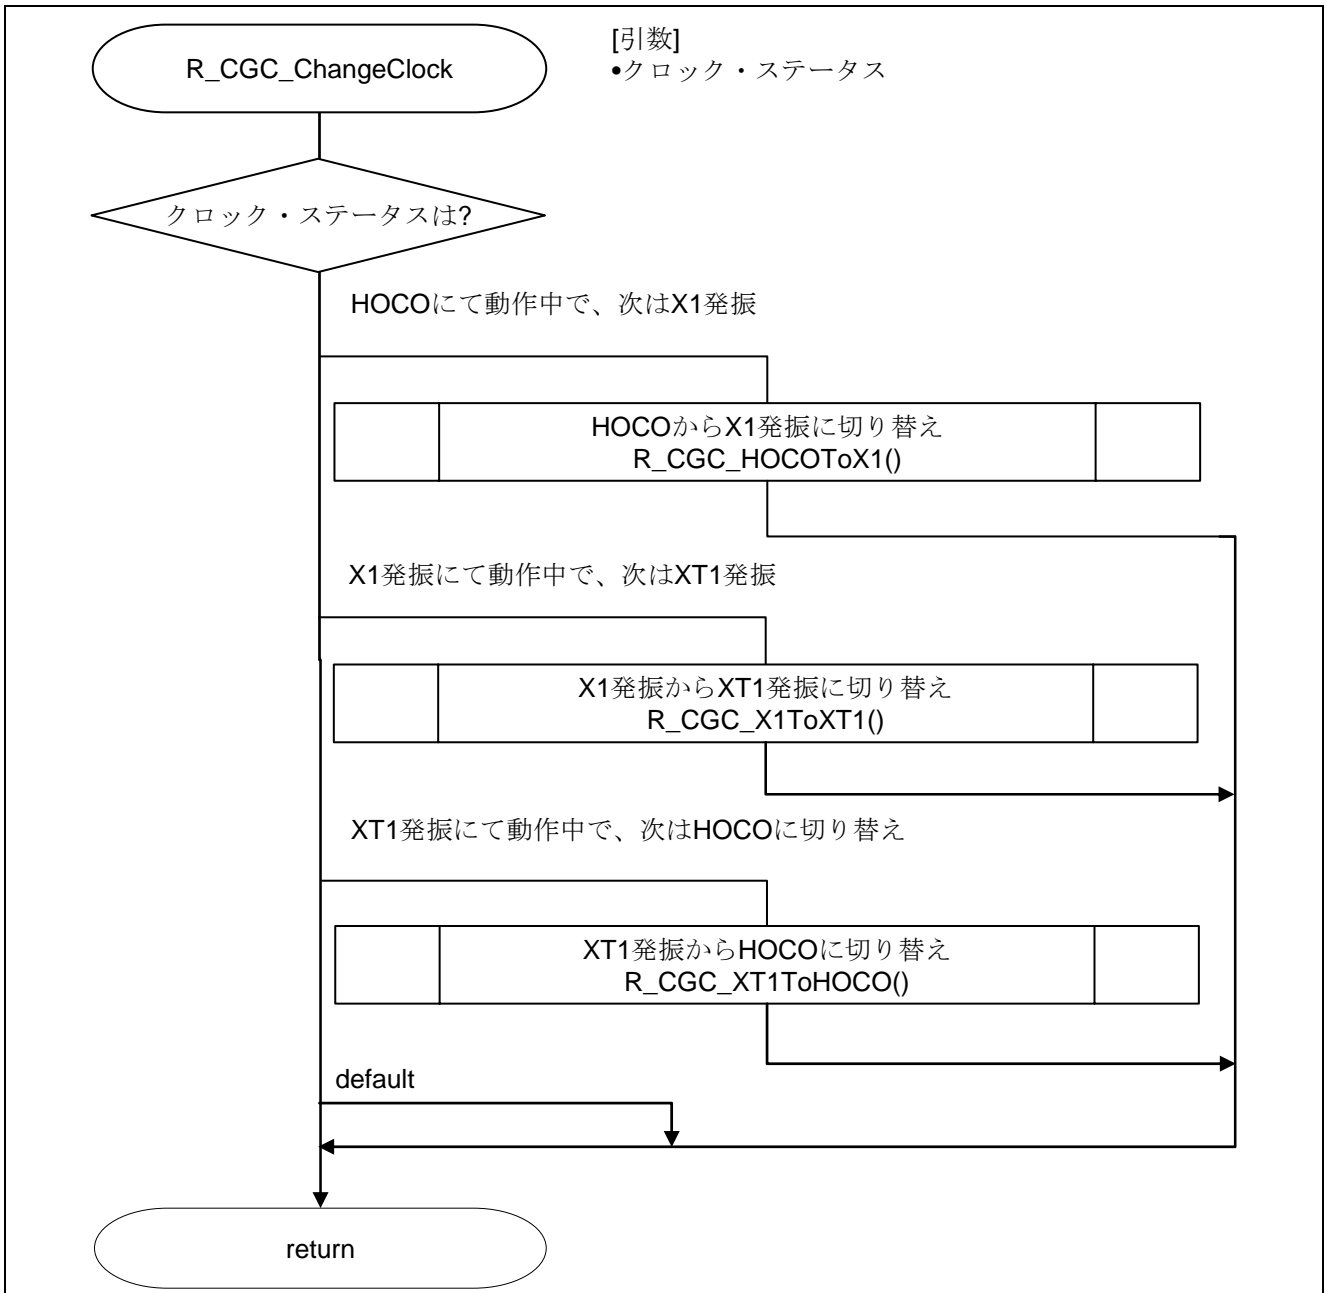 R_CGC_ChangeClock
[引数]
•クロック・ステータス
クロック・ステータスは?
HOCOにて動作中で、次はX1発振
HOCOからX1発振に切り替え
R_CGC_HOCOToX1()
X1発振にて動作中で、次はXT1発振
X1発振からXT1発振に切り替え
R_CGC_X1ToXT1()
XT1発振にて動作中で、次はHOCOに切り替え
XT1発振からHOCOに切り替え
R_CGC_XT1ToHOCO()
default
return